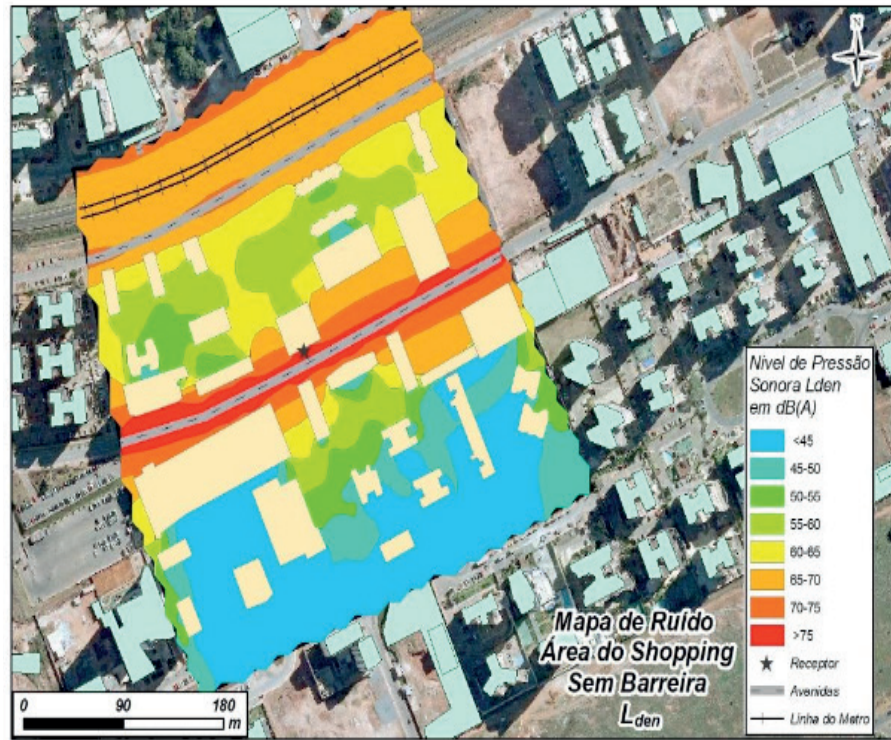 N
Nível de Pressão
Sonora Lden
em dB(A)
<45
45-50
50-55
55-60
60-65
65-70
70-75
>75
Receptor
Avenidas
Linha do Metro
Mapa de Ruído
Área do Shopping
Sem Barreira
Lden
0 90 180
m